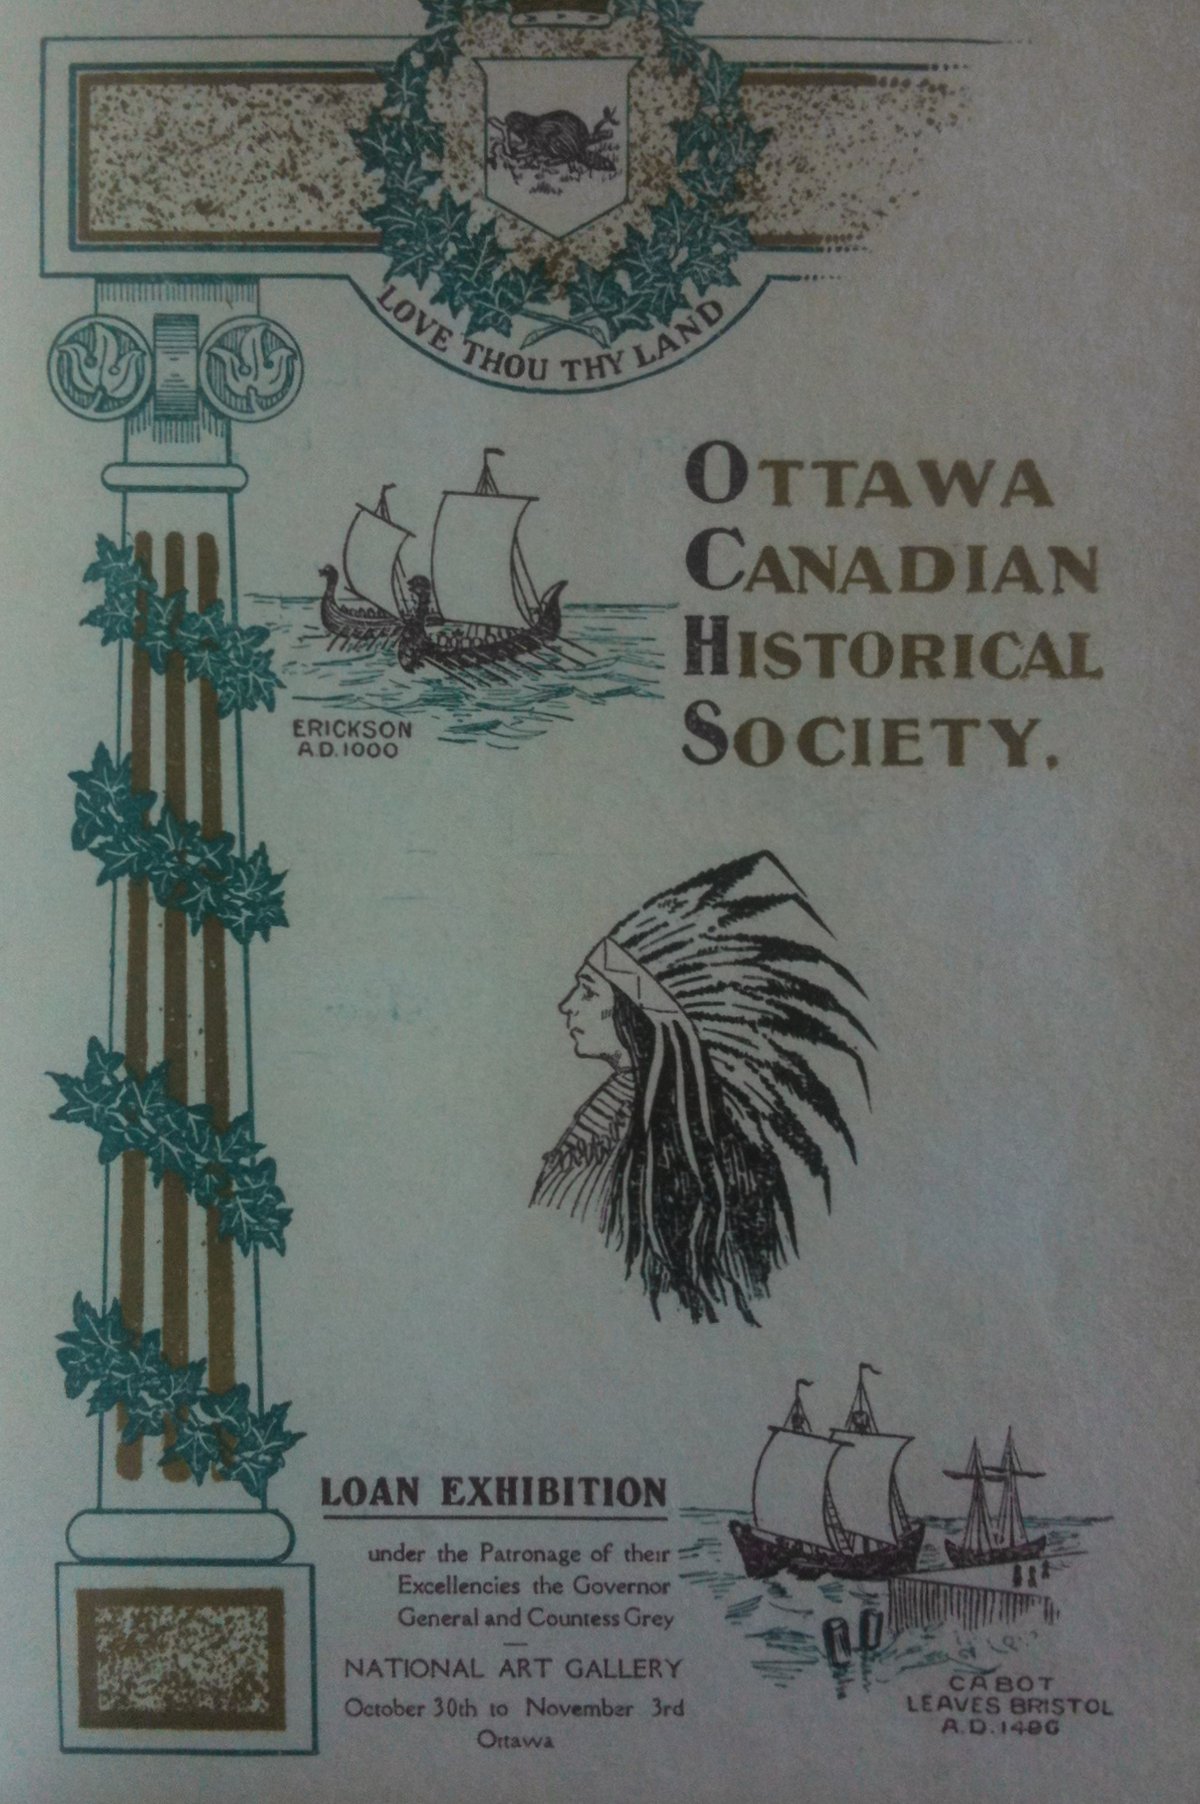 LOVE THOU THY LAND
OTTAWA
CANADIAN
HISTORICAL
SOCIETY.
ERICKSON
A.D.1000
LOAN EXHIBITION
under the Patronage of their
Excellencies the Governor
General and Countess Grey
NATIONAL ART GALLERY
October 30th to November 3rd
Ottawa
CABOT
LEAVES BRISTOL
A.D.1496